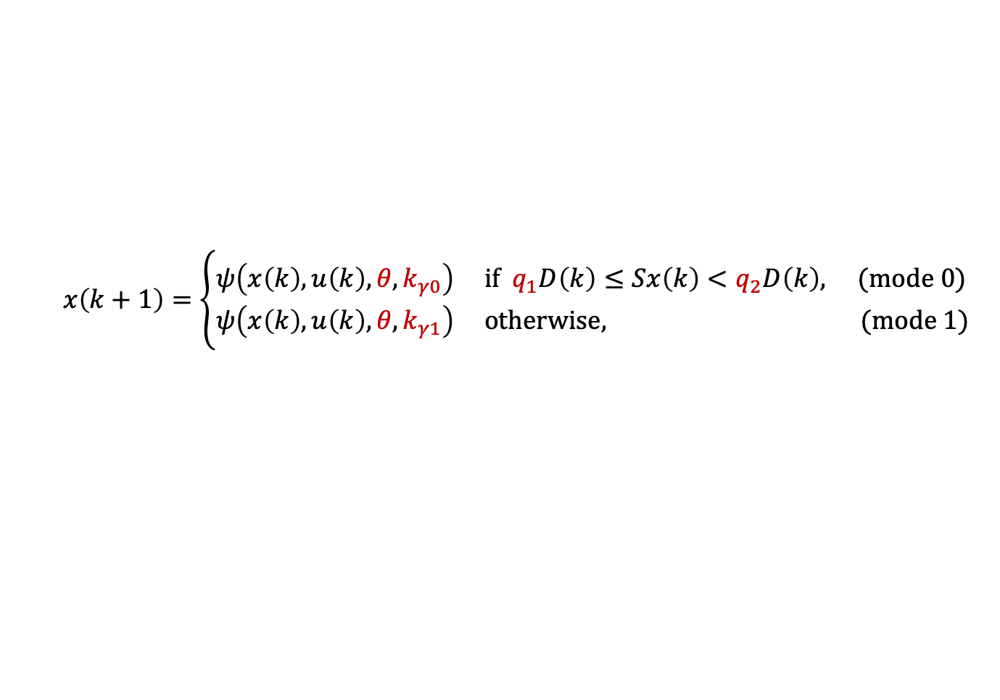 x(k + 1) = { ψ(x(k), u(k), θ, k_γ0) if q₁D(k) ≤ Sx(k) < q₂D(k), (mode 0)
ψ(x(k), u(k), θ, k_γ1) otherwise, (mode 1)